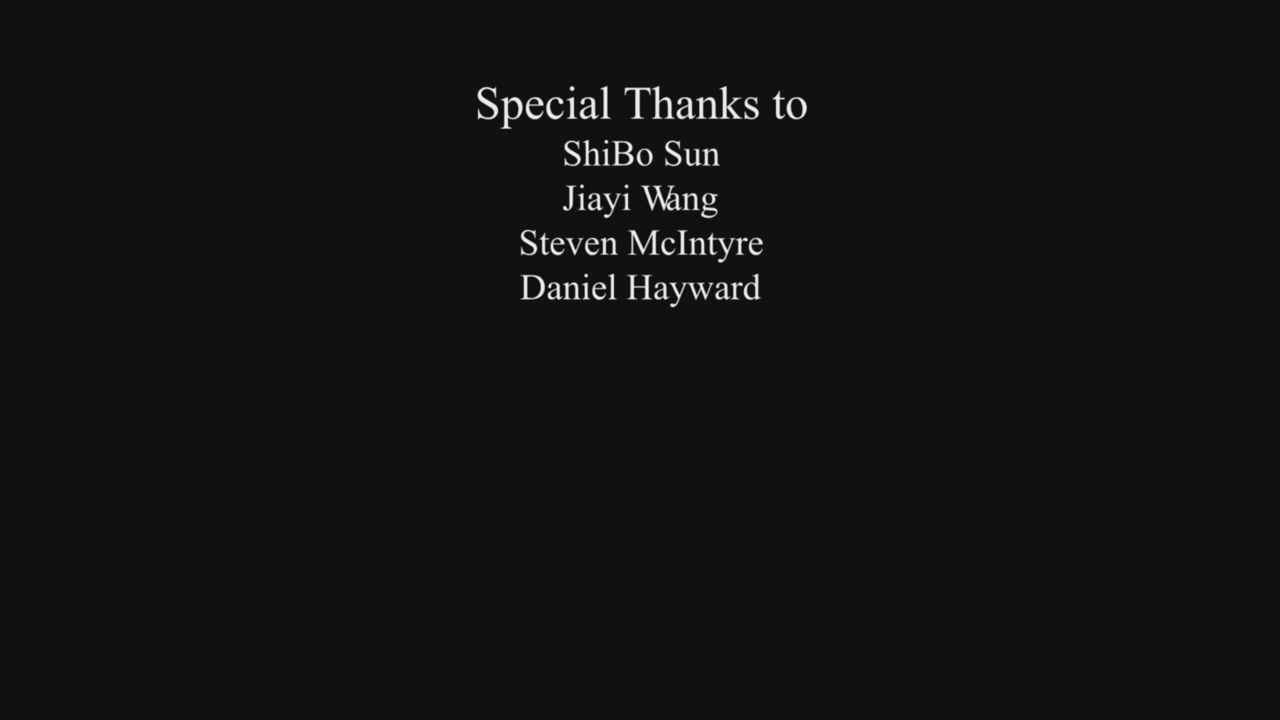 Special Thanks to
ShiBo Sun
Jiayi Wang
Steven McIntyre
Daniel Hayward